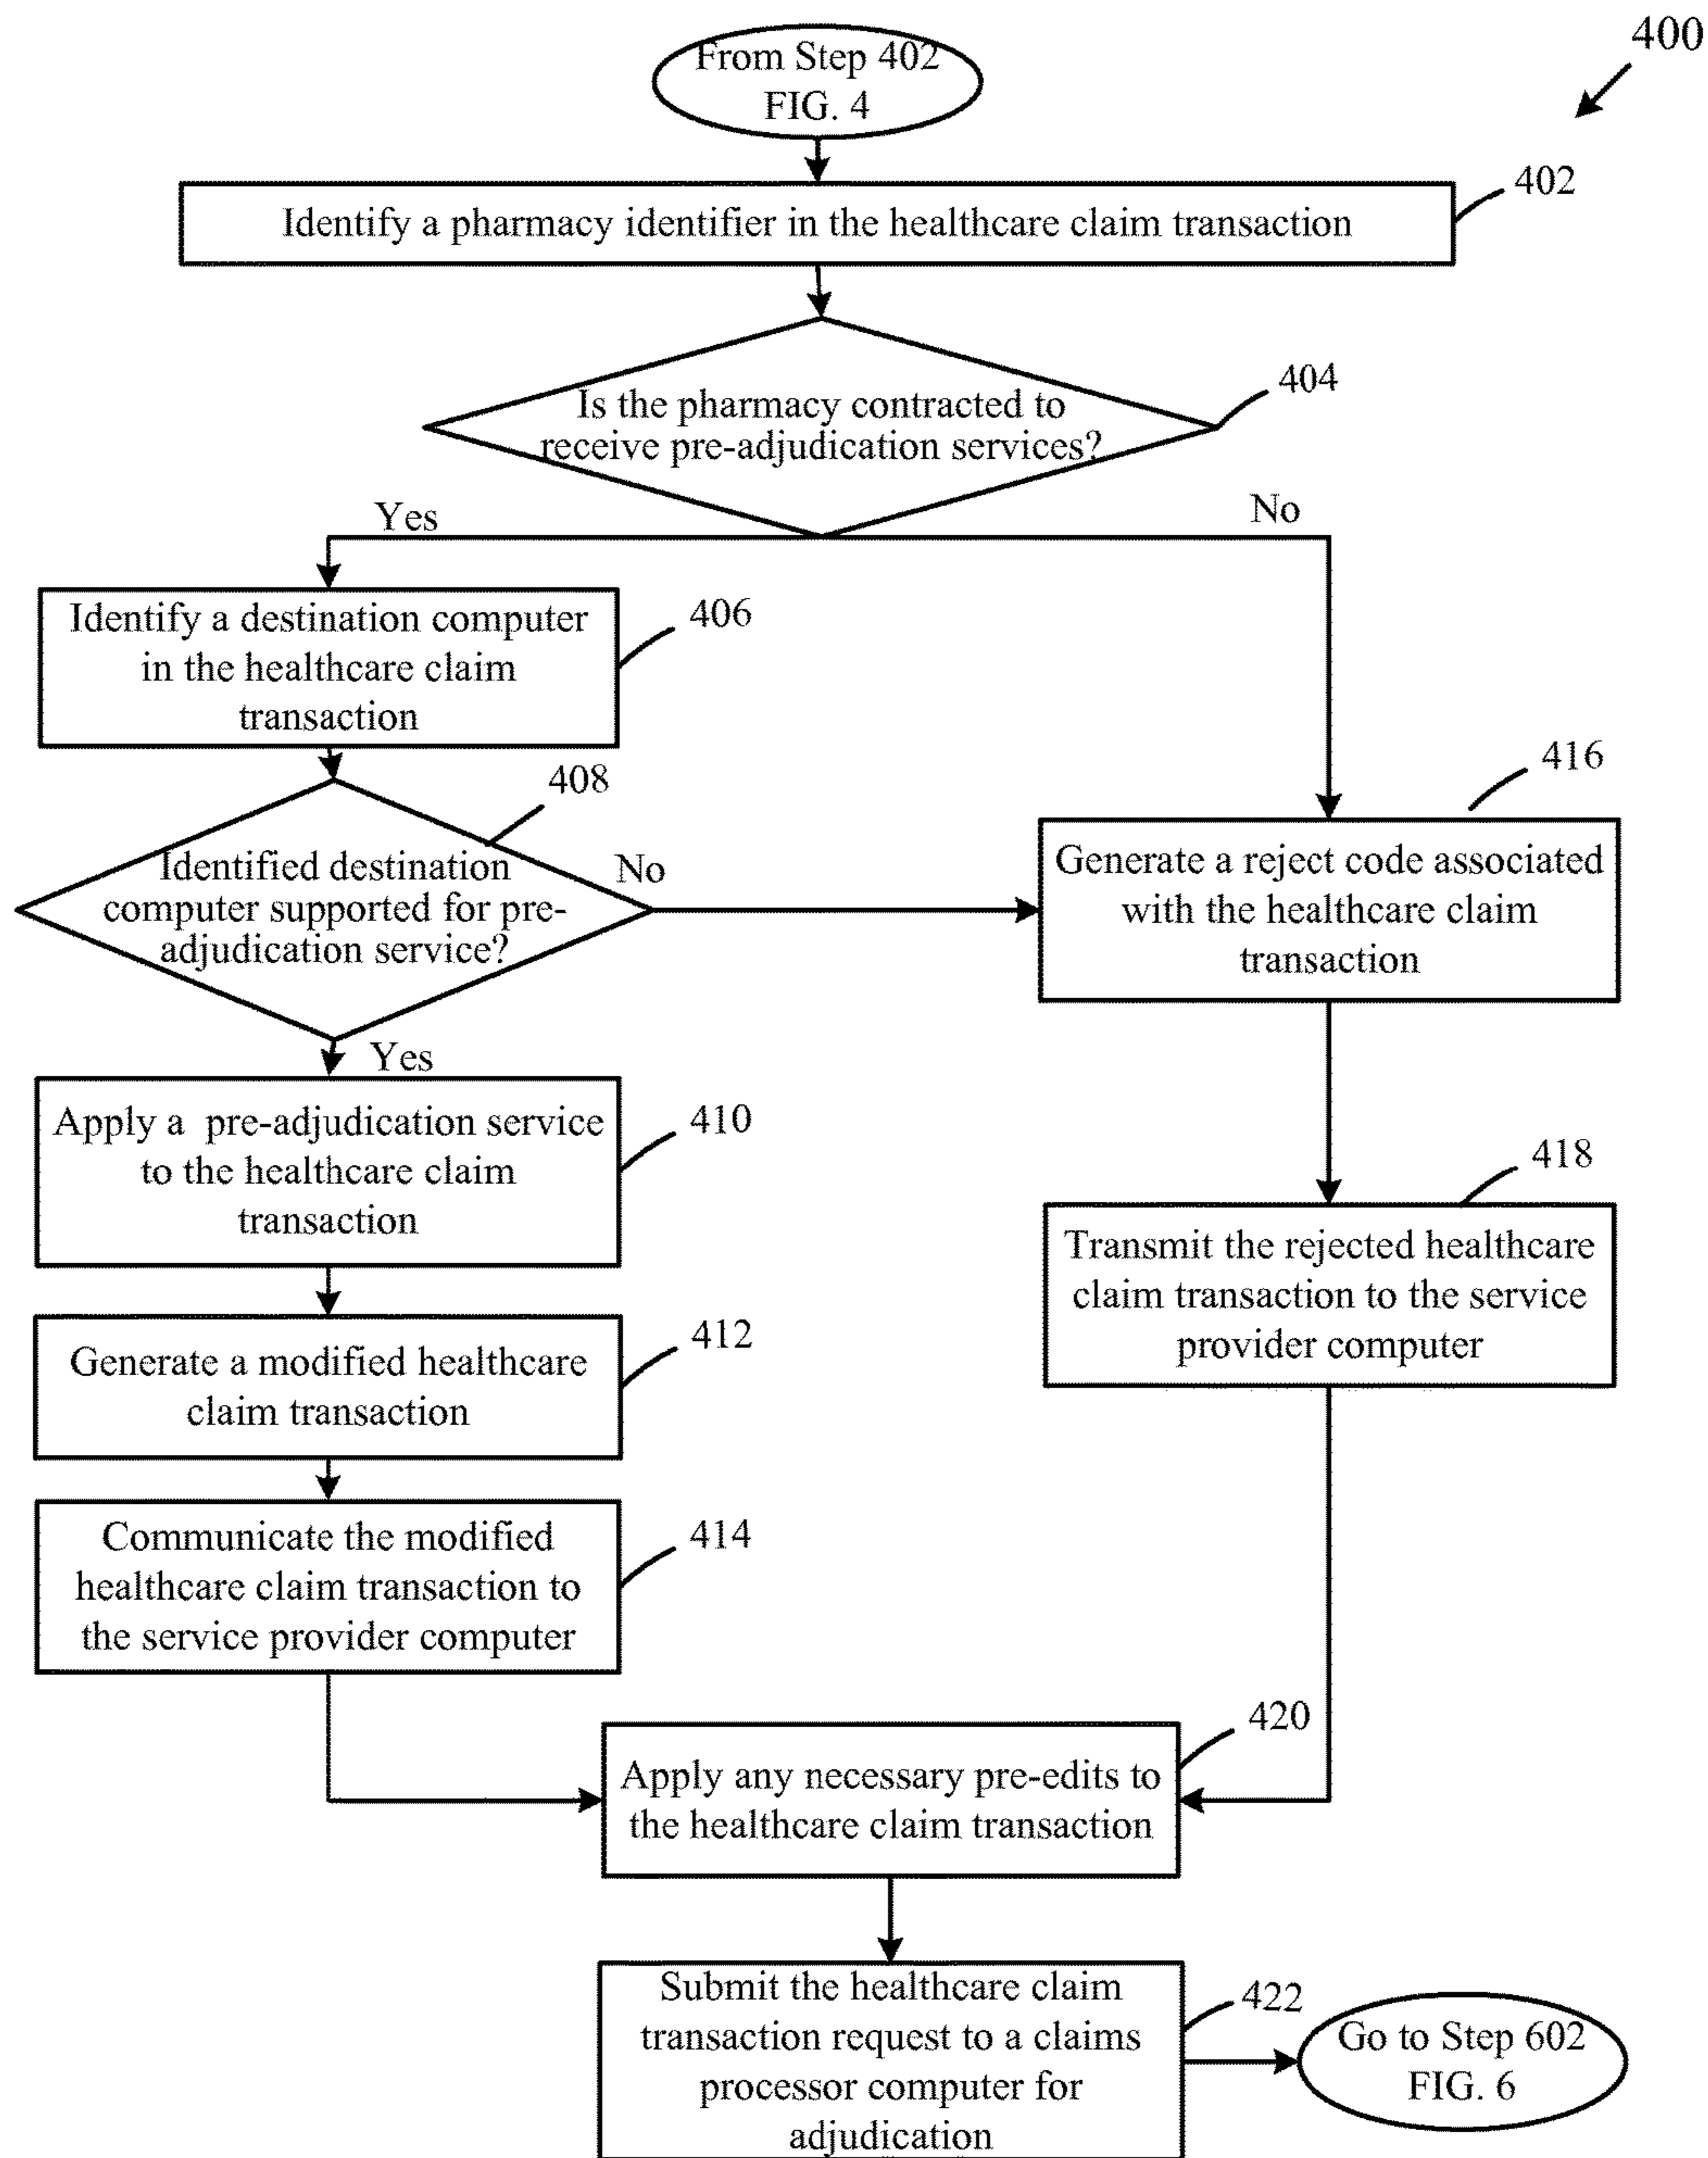 400
From Step 402
FIG. 4
402
Identify a pharmacy identifier in the healthcare claim transaction
404
Is the pharmacy contracted to
receive pre-adjudication services?
Yes
No
Identify a destination computer
in the healthcare claim
transaction
406
408
Identified destination
computer supported for pre-
adjudication service?
No
Yes
416
Generate a reject code associated
with the healthcare claim
transaction
Apply a pre-adjudication service
to the healthcare claim
transaction
410
418
Transmit the rejected healthcare
claim transaction to the service
provider computer
Generate a modified healthcare
claim transaction
412
Communicate the modified
healthcare claim transaction to
the service provider computer
414
420
Apply any necessary pre-edits to
the healthcare claim transaction
Submit the healthcare claim
transaction request to a claims
processor computer for
adjudication
422
Go to Step 602
FIG. 6